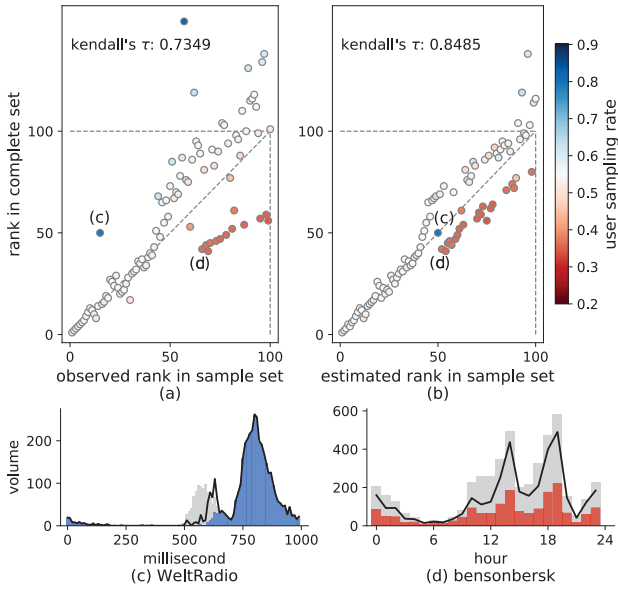 kendall's τ: 0.7349
kendall's τ: 0.8485
rank in complete set
100
50
0
(c)
(d)
0
50
100
observed rank in sample set
(a)
(c)
(d)
0
50
100
estimated rank in sample set
(b)
0.9
0.8
0.7
0.6
0.5
0.4
0.3
0.2
user sampling rate
volume
200
100
0
0
250
500
750
1000
millisecond
(c) WeltRadio
600
400
200
0
0
6
12
18
24
hour
(d) bensonbersk